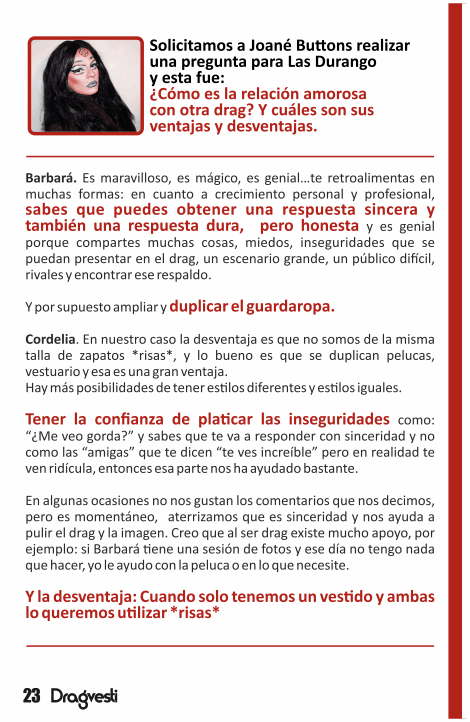 Solicitamos a Joané Buttons realizar
una pregunta para Las Durango
y esta fue:
¿Cómo es la relación amorosa
con otra drag? Y cuáles son sus
ventajas y desventajas.
Barbará. Es maravilloso, es mágico, es genial...te retroalimentas en
muchas formas: en cuanto a crecimiento personal y profesional,
sabes que puedes obtener una respuesta sincera y
también una respuesta dura, pero honesta y es genial
porque compartes muchas cosas, miedos, inseguridades que se
puedan presentar en el drag, un escenario grande, un público difícil,
rivales y encontrar ese respaldo.
Y por supuesto ampliar y duplicar el guardaropa.
Cordelia. En nuestro caso la desventaja es que no somos de la misma
talla de zapatos *risas*, y lo bueno es que se duplican pelucas,
vestuario y esa es una gran ventaja.
Hay más posibilidades de tener estilos diferentes y estilos iguales.
Tener la confianza de platicar las inseguridades como:
“¿Me veo gorda?” y sabes que te va a responder con sinceridad y no
como las “amigas” que te dicen “te ves increíble” pero en realidad te
ven ridícula, entonces esa parte nos ha ayudado bastante.
En algunas ocasiones no nos gustan los comentarios que nos decimos,
pero es momentáneo, aterrizamos que es sinceridad y nos ayuda a
pulir el drag y la imagen. Creo que al ser drag existe mucho apoyo, por
ejemplo: si Barbará tiene una sesión de fotos y ese día no tengo nada
que hacer, yo le ayudo con la peluca o en lo que necesite.
Y la desventaja: Cuando solo tenemos un vestido y ambas
lo queremos utilizar *risas*
23 Dragvesti